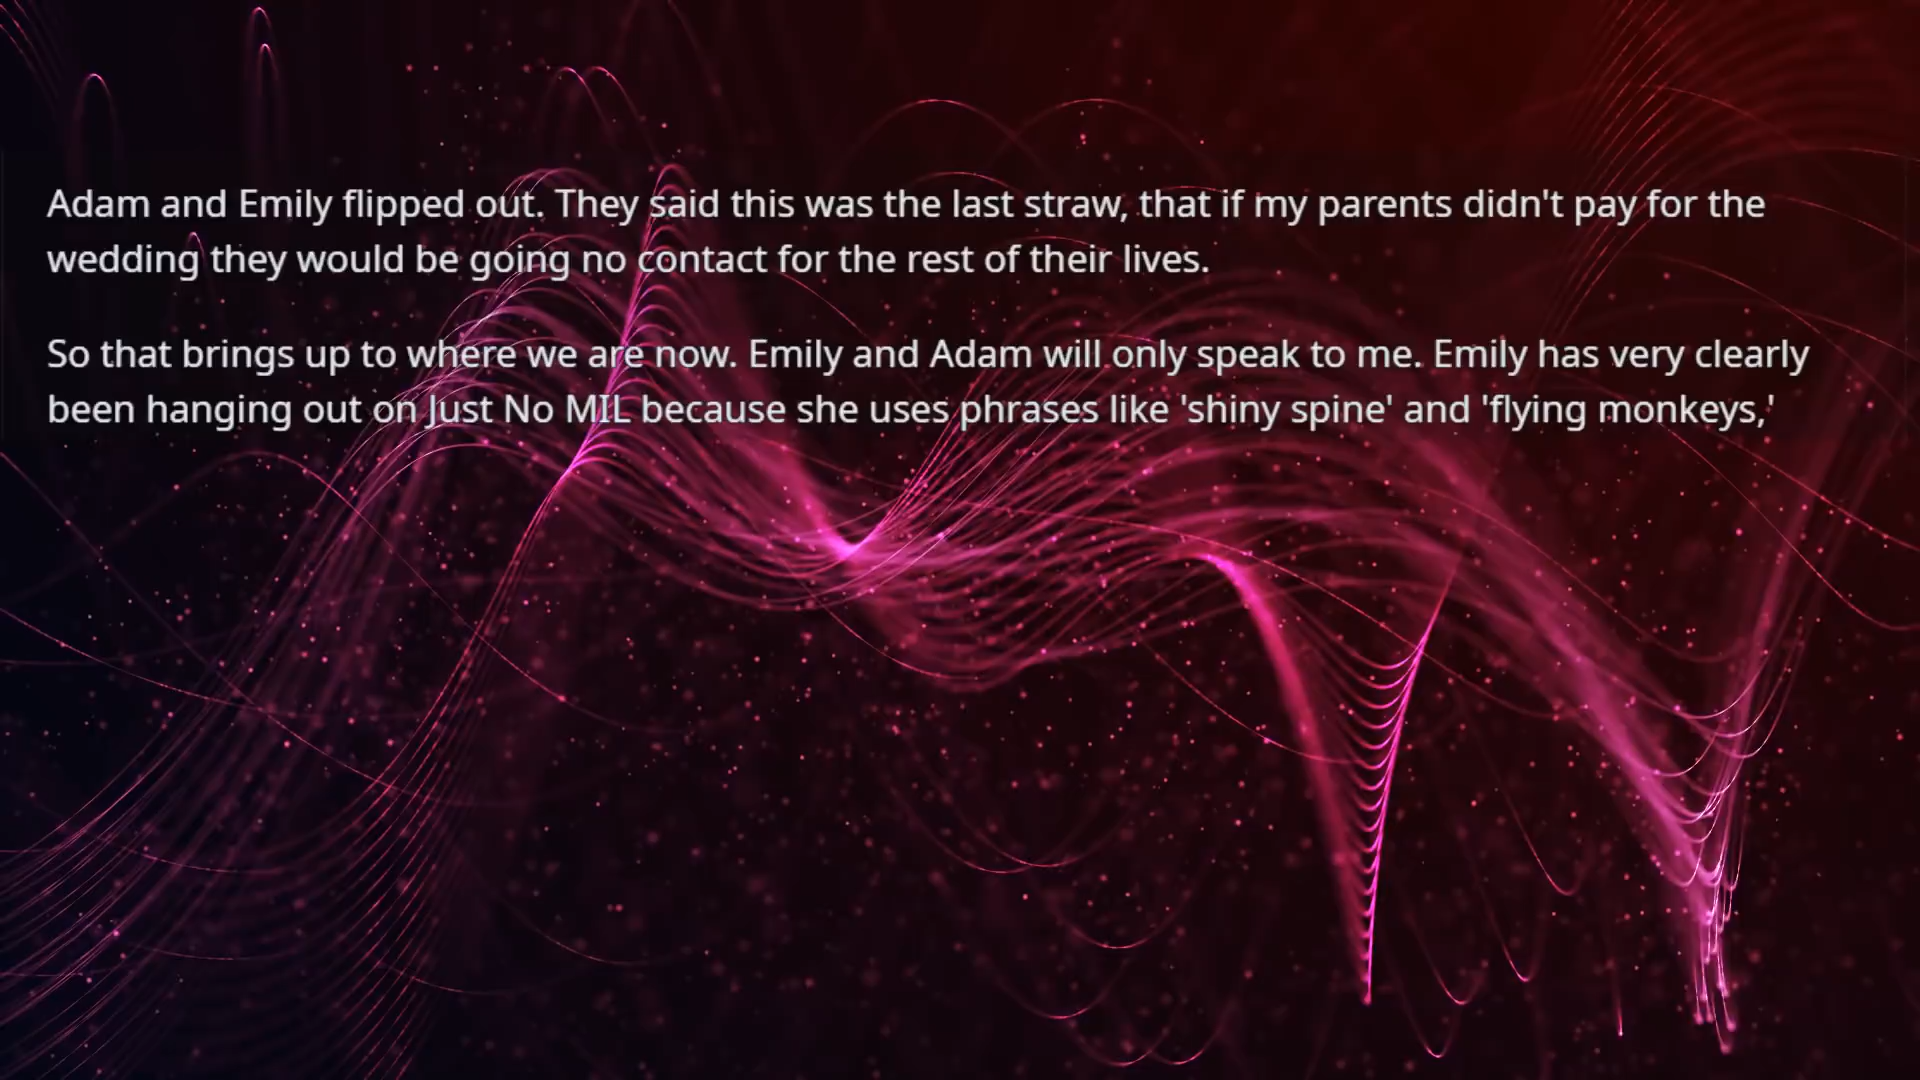 Adam and Emily flipped out. They said this was the last straw, that if my parents didn't pay for the
wedding they would be going no contact for the rest of their lives.
So that brings up to where we are now. Emily and Adam will only speak to me. Emily has very clearly
been hanging out on Just No MIL because she uses phrases like 'shiny spine' and 'flying monkeys,'